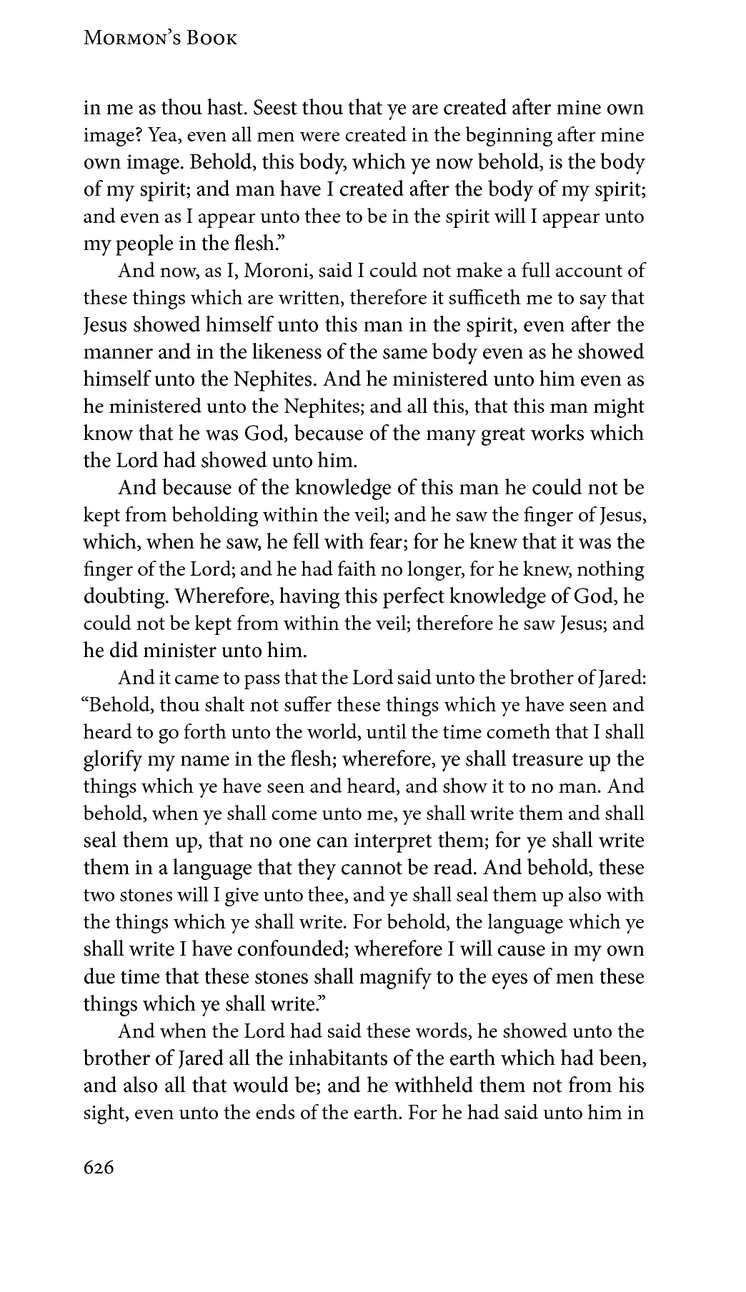 Mormon’s Book
in me as thou hast. Seest thou that ye are created after mine own
image? Yea, even all men were created in the beginning after mine
own image. Behold, this body, which ye now behold, is the body
of my spirit; and man have I created after the body of my spirit;
and even as I appear unto thee to be in the spirit will I appear unto
my people in the flesh.”
And now, as I, Moroni, said I could not make a full account of
these things which are written, therefore it sufficeth me to say that
Jesus showed himself unto this man in the spirit, even after the
manner and in the likeness of the same body even as he showed
himself unto the Nephites. And he ministered unto him even as
he ministered unto the Nephites; and all this, that this man might
know that he was God, because of the many great works which
the Lord had showed unto him.
And because of the knowledge of this man he could not be
kept from beholding within the veil; and he saw the finger of Jesus,
which, when he saw, he fell with fear; for he knew that it was the
finger of the Lord; and he had faith no longer, for he knew, nothing
doubting. Wherefore, having this perfect knowledge of God, he
could not be kept from within the veil; therefore he saw Jesus; and
he did minister unto him.
And it came to pass that the Lord said unto the brother of Jared:
“Behold, thou shalt not suffer these things which ye have seen and
heard to go forth unto the world, until the time cometh that I shall
glorify my name in the flesh; wherefore, ye shall treasure up the
things which ye have seen and heard, and show it to no man. And
behold, when ye shall come unto me, ye shall write them and shall
seal them up, that no one can interpret them; for ye shall write
them in a language that they cannot be read. And behold, these
two stones will I give unto thee, and ye shall seal them up also with
the things which ye shall write. For behold, the language which ye
shall write I have confounded; wherefore I will cause in my own
due time that these stones shall magnify to the eyes of men these
things which ye shall write.”
And when the Lord had said these words, he showed unto the
brother of Jared all the inhabitants of the earth which had been,
and also all that would be; and he withheld them not from his
sight, even unto the ends of the earth. For he had said unto him in
626